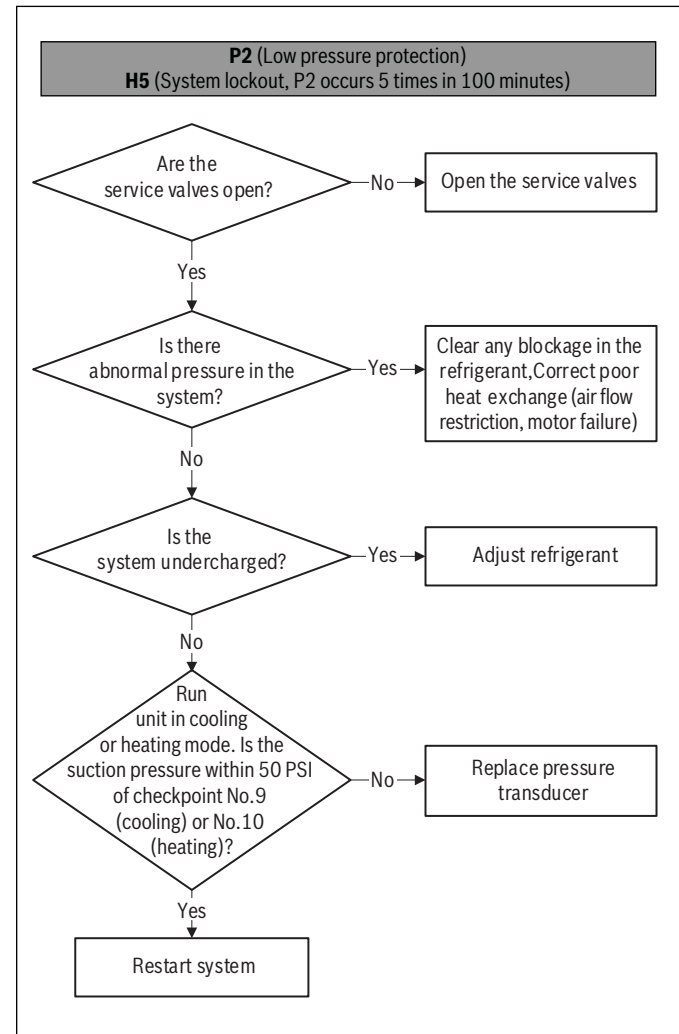 P2 (Low pressure protection)
H5 (System lockout, P2 occurs 5 times in 100 minutes)
Are the
service valves open?
No
Open the service valves
Yes
Is there
abnormal pressure in the
system?
Yes
Clear any blockage in the
refrigerant,Correct poor
heat exchange (air flow
restriction, motor failure)
No
Is the
system undercharged?
Yes
Adjust refrigerant
No
Run
unit in cooling
or heating mode. Is the
suction pressure within 50 PSI
of checkpoint No.9
(cooling) or No.10
(heating)?
No
Replace pressure
transducer
Yes
Restart system